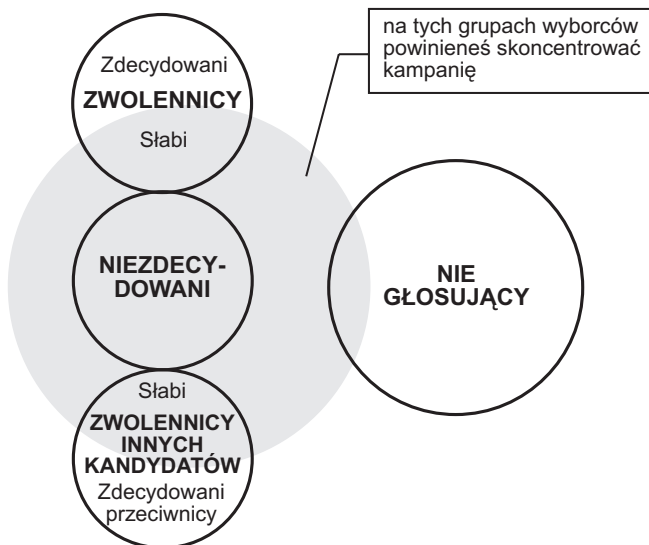 na tych grupach wyborców
powinieneś skoncentrować
kampanię
Zdecydowani
ZWOLENNICY
Słabi
NIEZDECY-
DOWANI
NIE
GŁOSUJĄCY
Słabi
ZWOLENNICY
INNYCH
KANDYDATÓW
Zdecydowani
przeciwnicy